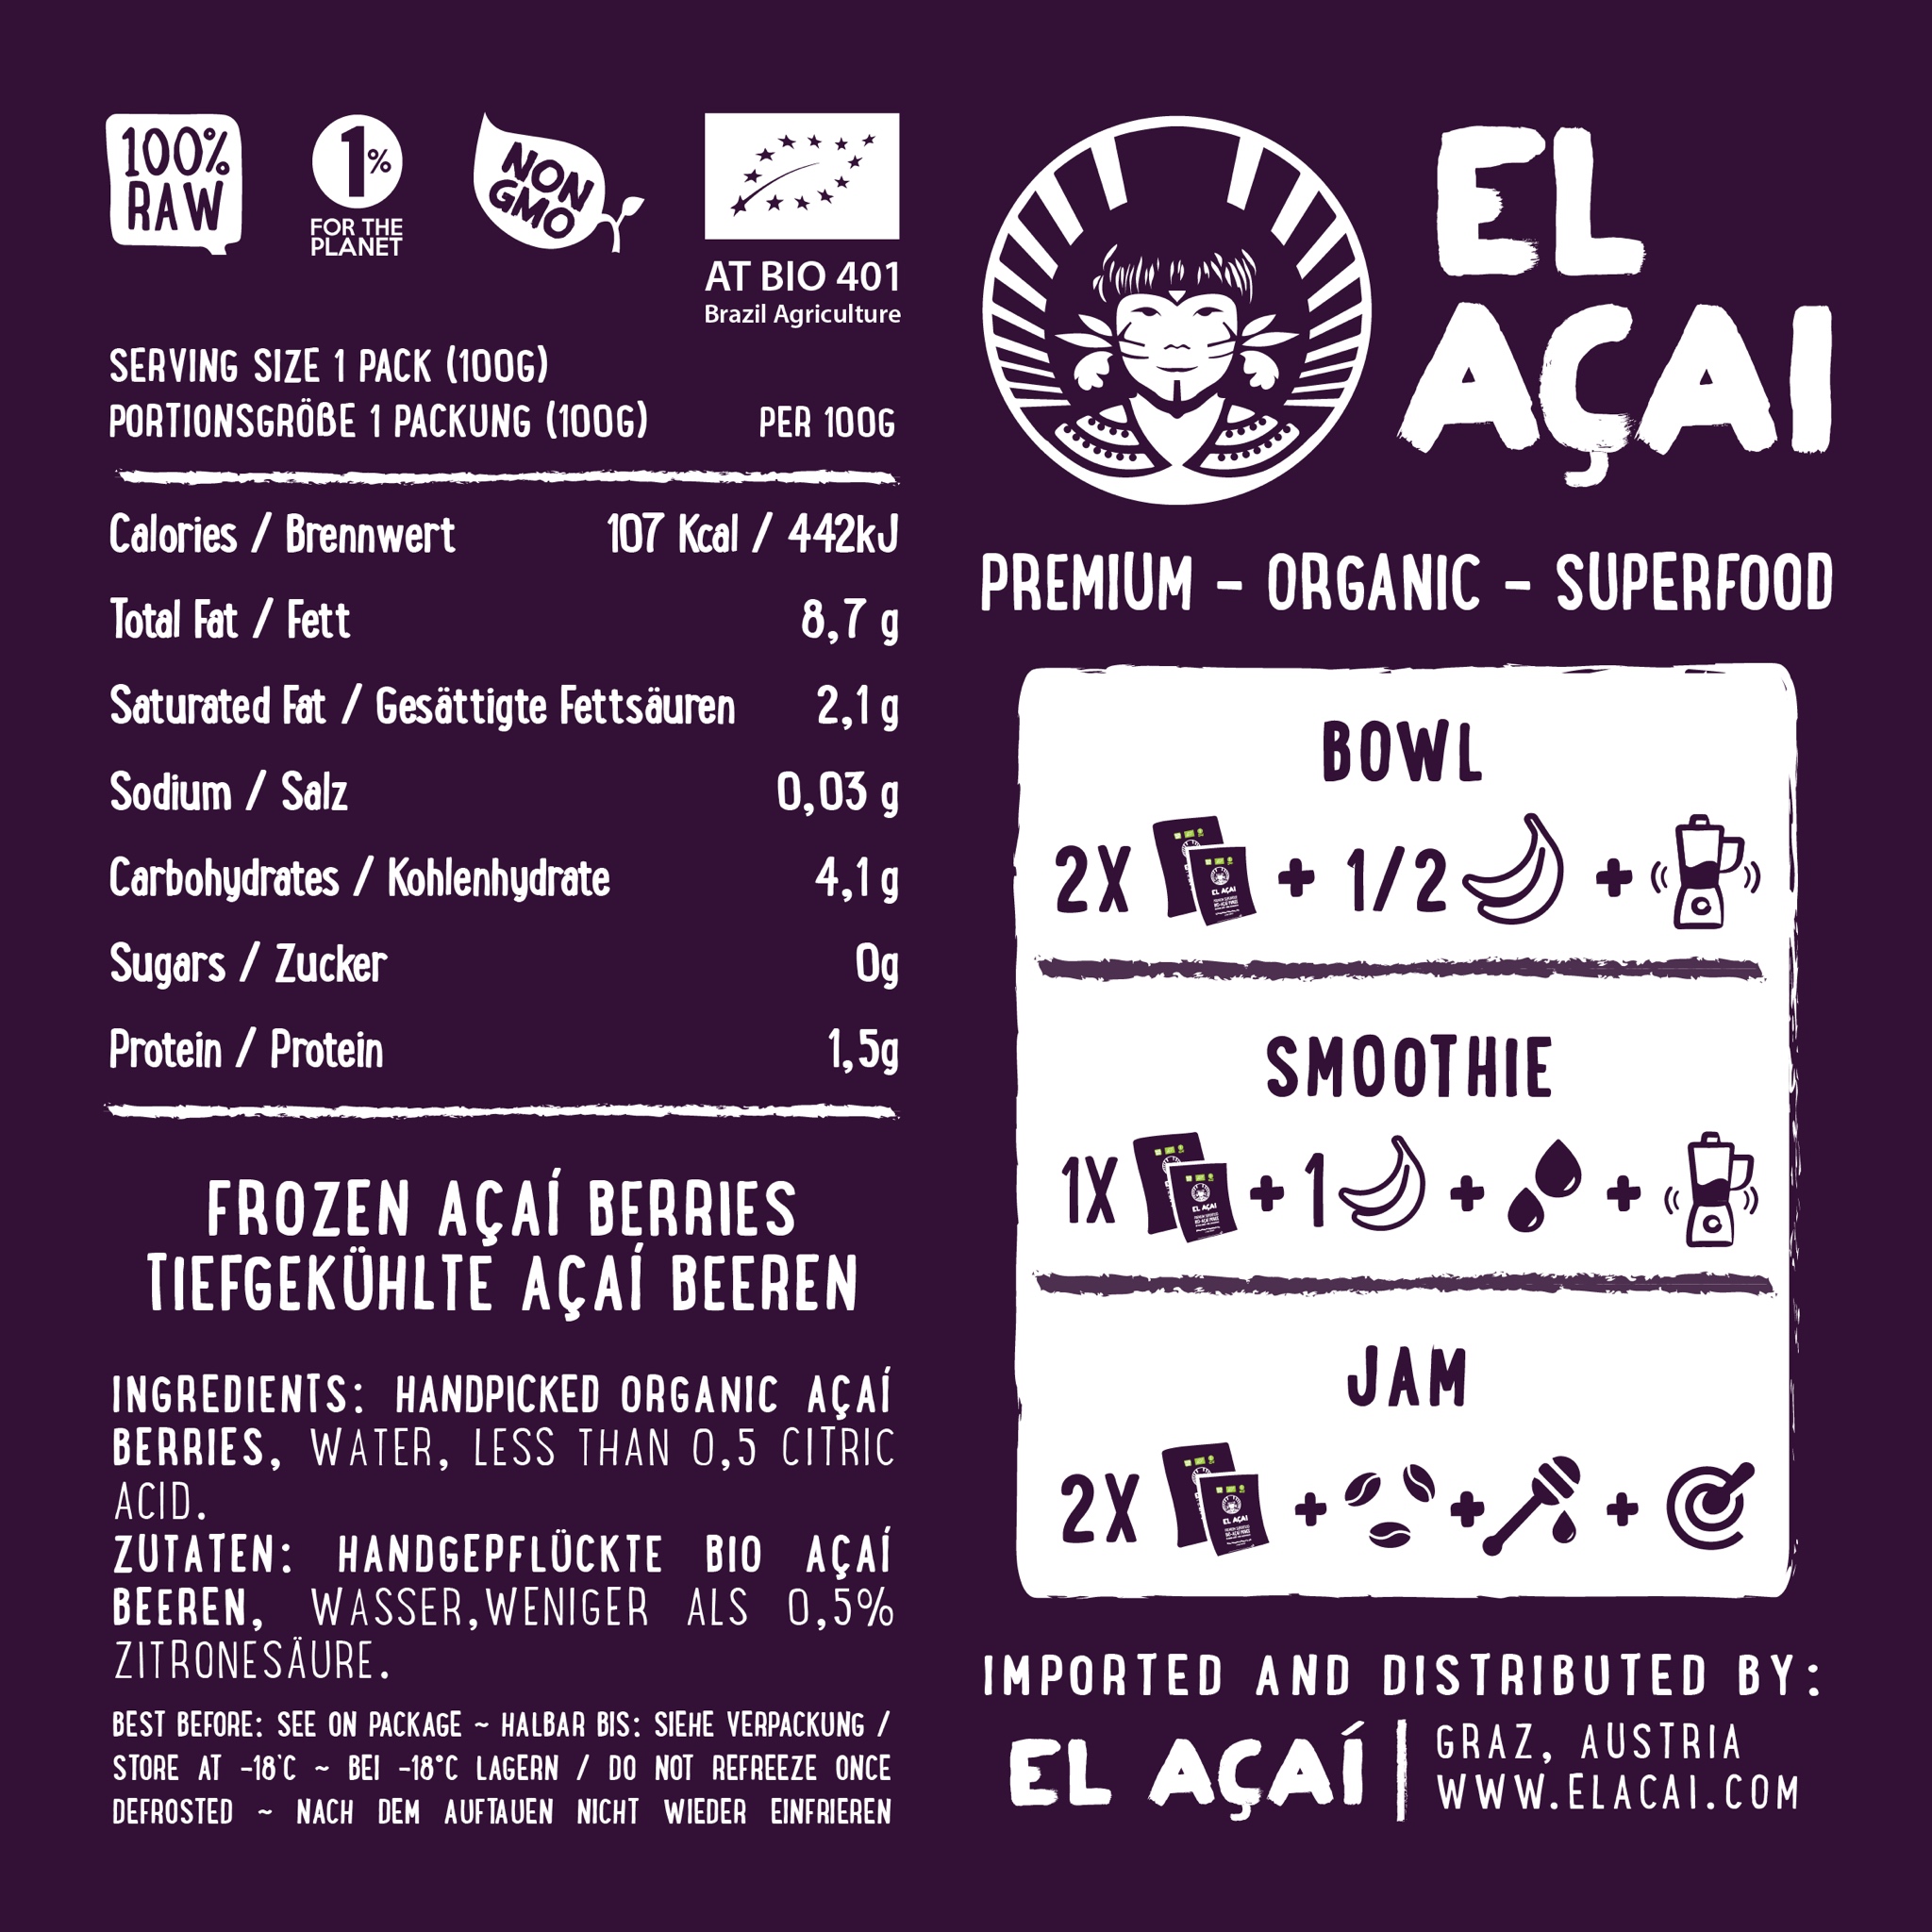 100%
RAW
1%
FOR THE
PLANET
NON
GMO
AT BIO 401
Brazil Agriculture
SERVING SIZE 1 PACK (100G)
PORTIONSGRÖßE 1 PACKUNG (100G) PER 100G
Calories / Brennwert 107 Kcal / 442kJ
Total Fat / Fett 8,7 g
Saturated Fat / Gesättigte Fettsäuren 2,1 g
Sodium / Salz 0,03 g
Carbohydrates / Kohlenhydrate 4,1 g
Sugars / Zucker 0g
Protein / Protein 1,5g
FROZEN AÇAÍ BERRIES
TIEFGEKÜHLTE AÇAÍ BEEREN
INGREDIENTS: HANDPICKED ORGANIC AÇAÍ
BERRIES, WATER, LESS THAN 0,5 CITRIC
ACID.
ZUTATEN: HANDGEPFLÜCKTE BIO AÇAÍ
BEEREN, WASSER,WENIGER ALS 0,5%
ZITRONESÄURE.
BEST BEFORE: SEE ON PACKAGE ~ HALBAR BIS: SIEHE VERPACKUNG /
STORE AT -18'C ~ BEI -18°C LAGERN / DO NOT REFREEZE ONCE
DEFROSTED ~ NACH DEM AUFTAUEN NICHT WIEDER EINFRIEREN
EL
AÇAI
PREMIUM - ORGANIC - SUPERFOOD
BOWL
2X EL AÇAI + 1/2 +
SMOOTHIE
1X EL AÇAI + 1 + +
JAM
2X EL AÇAI + + +
IMPORTED AND DISTRIBUTED BY:
EL AÇAÍ
GRAZ, AUSTRIA
WWW.ELACAI.COM